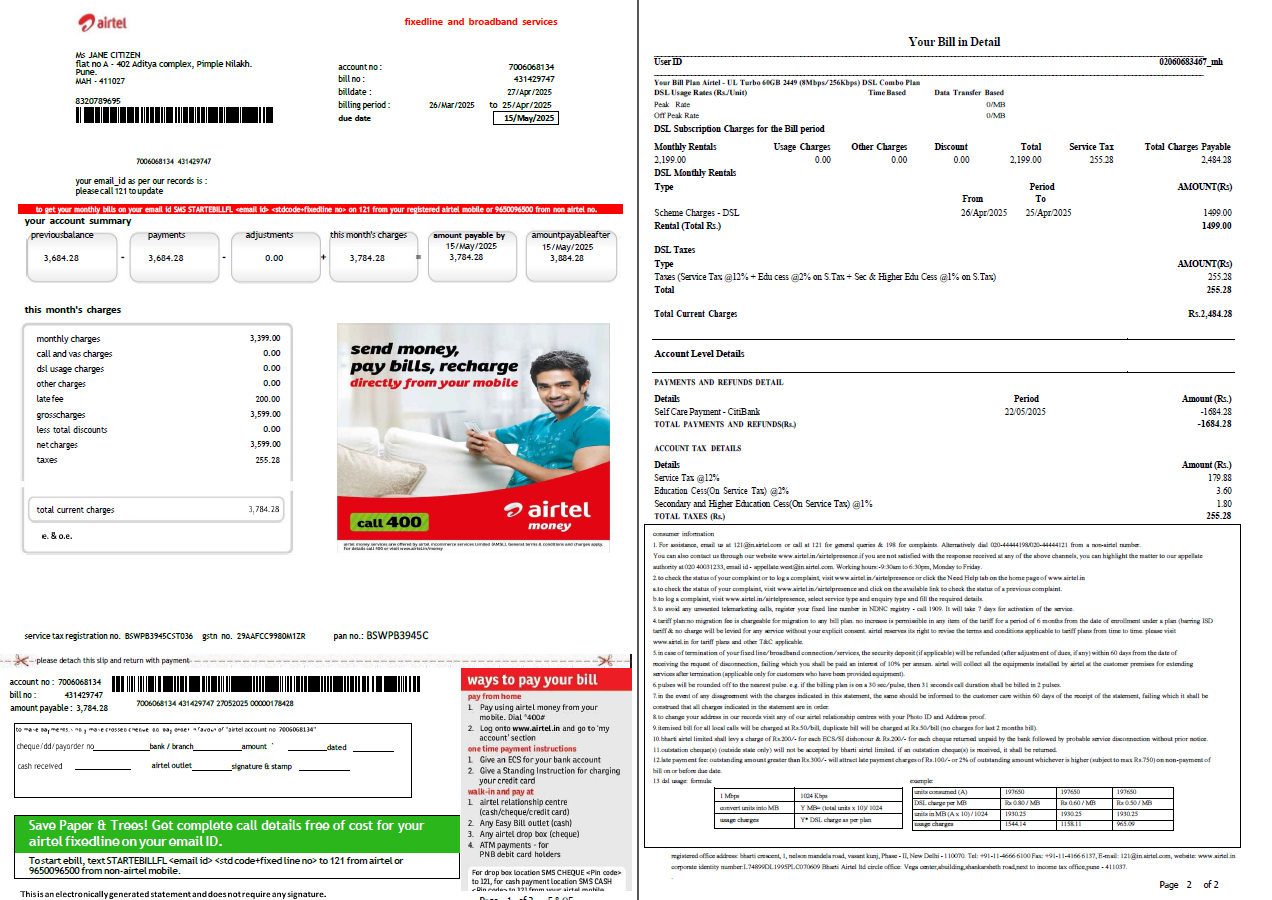 airtel
fixedline and broadband services
Ms JANE CITIZEN
flat no A - 402 Aditya complex, Pimple Nilakh.
Pune.
MAH - 411027
8320789695
7006068134 431429747
your email_id as per our records is :
please call 121 to update
account no : 7006068134
bill no : 431429747
billdate : 27/Apr/2025
billing period : 26/Mar/2025 to 25/Apr/2025
due date 15/May/2025
to get your monthly bills on your email id SMS STARTEBILLFL <email id> <stdcode+fixedline no> on 121 from your registered airtel mobile or 9650096500 from non airtel no.
your account summary
previousbalance payments adjustments this month's charges amount payable by amountpayableafter
15/May/2025 15/May/2025
3,684.28 - 3,684.28 - 0.00 + 3,784.28 = 3,784.28 3,884.28
this month's charges
monthly charges 3,399.00
call and vas charges 0.00
dsl usage charges 0.00
other charges 0.00
late fee 200.00
grosscharges 3,599.00
less total discounts 0.00
net charges 3,599.00
taxes 255.28
total current charges 3,784.28
e. & o.e.
send money,
pay bills, recharge
directly from your mobile
call 400
airtel
money
airtel money services are offered by airtel mcommerce services Limited (AMSL). General terms & conditions and charges apply.
For details call 400 or visit www.airtel.in/money
service tax registration no. BSWPB3945CST036 gstn no. 29AAFCC9980M1ZR pan no.: BSWPB3945C
please detach this slip and return with payment
account no : 7006068134
bill no : 431429747
amount payable : 3,784.28
7006068134 431429747 27052025 00000178428
cheque/dd/payorder no bank / branch amount ` dated
cash received airtel outlet signature & stamp
Save Paper & Trees! Get complete call details free of cost for your
airtel fixedline on your email ID.
To start ebill, text STARTEBILLFL <email id> <std code+fixed line no> to 121 from airtel or
9650096500 from non-airtel mobile.
This is an electronically generated statement and does not require any signature.
ways to pay your bill
pay from home
1. Pay using airtel money from your
mobile. Dial *400#
2. Log onto www.airtel.in and go to 'my
account' section
one time payment instructions
1. Give an ECS for your bank account
2. Give a Standing Instruction for charging
your credit card
walk-in and pay at
1. airtel relationship centre
(cash/cheque/credit card)
2. Any Easy Bill outlet (cash)
3. Any airtel drop box (cheque)
4. ATM payments - for
PNB debit card holders
For drop box location SMS CHEQUE <Pin code>
to 121, for cash payment location SMS CASH
<Pin code> to 121 from your airtel mobile
Page 1 of 2 E & OE
Your Bill in Detail
User ID 02060683467_mh
Your Bill Plan Airtel - UL Turbo 60GB 2449 (8Mbps/256Kbps) DSL Combo Plan
DSL Usage Rates (Rs./Unit) Time Based Data Transfer Based
Peak Rate 0/MB
Off Peak Rate 0/MB
DSL Subscription Charges for the Bill period
Monthly Rentals Usage Charges Other Charges Discount Total Service Tax Total Charges Payable
2,199.00 0.00 0.00 0.00 2,199.00 255.28 2,484.28
DSL Monthly Rentals
Type Period AMOUNT(Rs)
From To
Scheme Charges - DSL 26/Apr/2025 25/Apr/2025 1499.00
Rental (Total Rs.) 1499.00
DSL Taxes
Type AMOUNT(Rs)
Taxes (Service Tax @12% + Edu cess @2% on S.Tax + Sec & Higher Edu Cess @1% on S.Tax) 255.28
Total 255.28
Total Current Charges Rs.2,484.28
Account Level Details
PAYMENTS AND REFUNDS DETAIL
Details Period Amount (Rs.)
Self Care Payment - CitiBank 22/05/2025 -1684.28
TOTAL PAYMENTS AND REFUNDS(Rs.) -1684.28
ACCOUNT TAX DETAILS
Details Amount (Rs.)
Service Tax @12% 179.88
Education Cess(On Service Tax) @2% 3.60
Secondary and Higher Education Cess(On Service Tax) @1% 1.80
TOTAL TAXES (Rs.) 255.28
consumer information
1. For assistance, email us at 121@in.airtel.com or call at 121 for general queries & 198 for complaints. Alternatively dial 020-44444198/020-44444121 from a non-airtel number.
You can also contact us through our website www.airtel.in/airtelpresence.if you are not satisfied with the response received at any of the above channels, you can highlight the matter to our appellate
authority at 020 40031233, email id - appellate.west@in.airtel.com. Working hours:-9:30am to 6:30pm, Monday to Friday.
2.to check the status of your complaint or to log a complaint, visit www.airtel.in/airtelpresence or click the Need Help tab on the home page of www.airtel.in
a.to check the status of your complaint, visit www.airtel.in/airtelpresence and click on the available link to check the status of a previous complaint.
b.to log a complaint, visit www.airtel.in/airtelpresence, select service type and enquiry type and fill the required details.
3.to avoid any unwanted telemarketing calls, register your fixed line number in NDNC registry - call 1909. It will take 7 days for activation of the service.
4.tariff plan:no migration fee is chargeable for migration to any bill plan. no increase is permissible in any item of the tariff for a period of 6 months from the date of enrollment under a plan (barring ISD
tariff & no charge will be levied for any service without your explicit consent. airtel reserves its right to revise the terms and conditions applicable to tariff plans from time to time. please visit
www.airtel.in for tariff plans and other T&C applicable.
5.in case of termination of your fixed line/broadband connection/services, the security deposit (if applicable) will be refunded (after adjustment of dues, if any) within 60 days from the date of
receiving the request of disconnection, failing which you shall be paid an interest of 10% per annum. airtel will collect all the equipments installed by airtel at the customer premises for extending
services after termination (applicable only for customers who have been provided equipment).
6.pulses will be rounded off to the nearest pulse. e.g. if the billing plan is on a 30 sec/pulse, then 31 seconds call duration shall be billed in 2 pulses.
7.in the event of any disagreement with the charges indicated in this statement, the same should be informed to the customer care within 60 days of the receipt of the statement, failing which it shall be
construed that all charges indicated in the statement are in order.
8.to change your address in our records visit any of our airtel relationship centres with your Photo ID and Address proof.
9.itemised bill for all local calls will be charged at Rs.50/bill, duplicate bill will be charged at Rs.50/bill (no charges for last 2 months bill).
10.bharti airtel limited shall levy a charge of Rs.200/- for each ECS/SI dishonour & Rs.200/- for each cheque returned unpaid by the bank followed by probable service disconnection without prior notice.
11.outstation cheque(s) (outside state only) will not be accepted by bharti airtel limited. if an outstation cheque(s) is received, it shall be returned.
12.late payment fee: outstanding amount greater than Rs.300/- will attract late payment charges of Rs.100/- or 2% of outstanding amount whichever is higher (subject to max Rs.750) on non-payment of
bill on or before due date.
13 dsl usage: formula: example:
1 Mbps 1024 Kbps
convert units into MB Y MB= (total units x 10)/ 1024
usage charges Y* DSL charge as per plan
units consumed (A) 197650 197650 197650
DSL charge per MB Rs 0.80 / MB Rs 0.60 / MB Rs 0.50 / MB
units in MB (A x 10) / 1024 1930.25 1930.25 1930.25
usage charges 1544.14 1158.11 965.09
registered office address: bharti crescent, 1, nelson mandela road, vasant kunj, Phase - II, New Delhi - 110070. Tel: +91-11-4666 6100 Fax: +91-11-4166 6137, E-mail: 121@in.airtel.com, website: www.airtel.in
corporate identity number:L74899DL1995PLC070609 Bharti Airtel ltd circle office: Vega center,abuilding,shankarsheth road,next to income tax office,pune - 411037.
Page 2 of 2